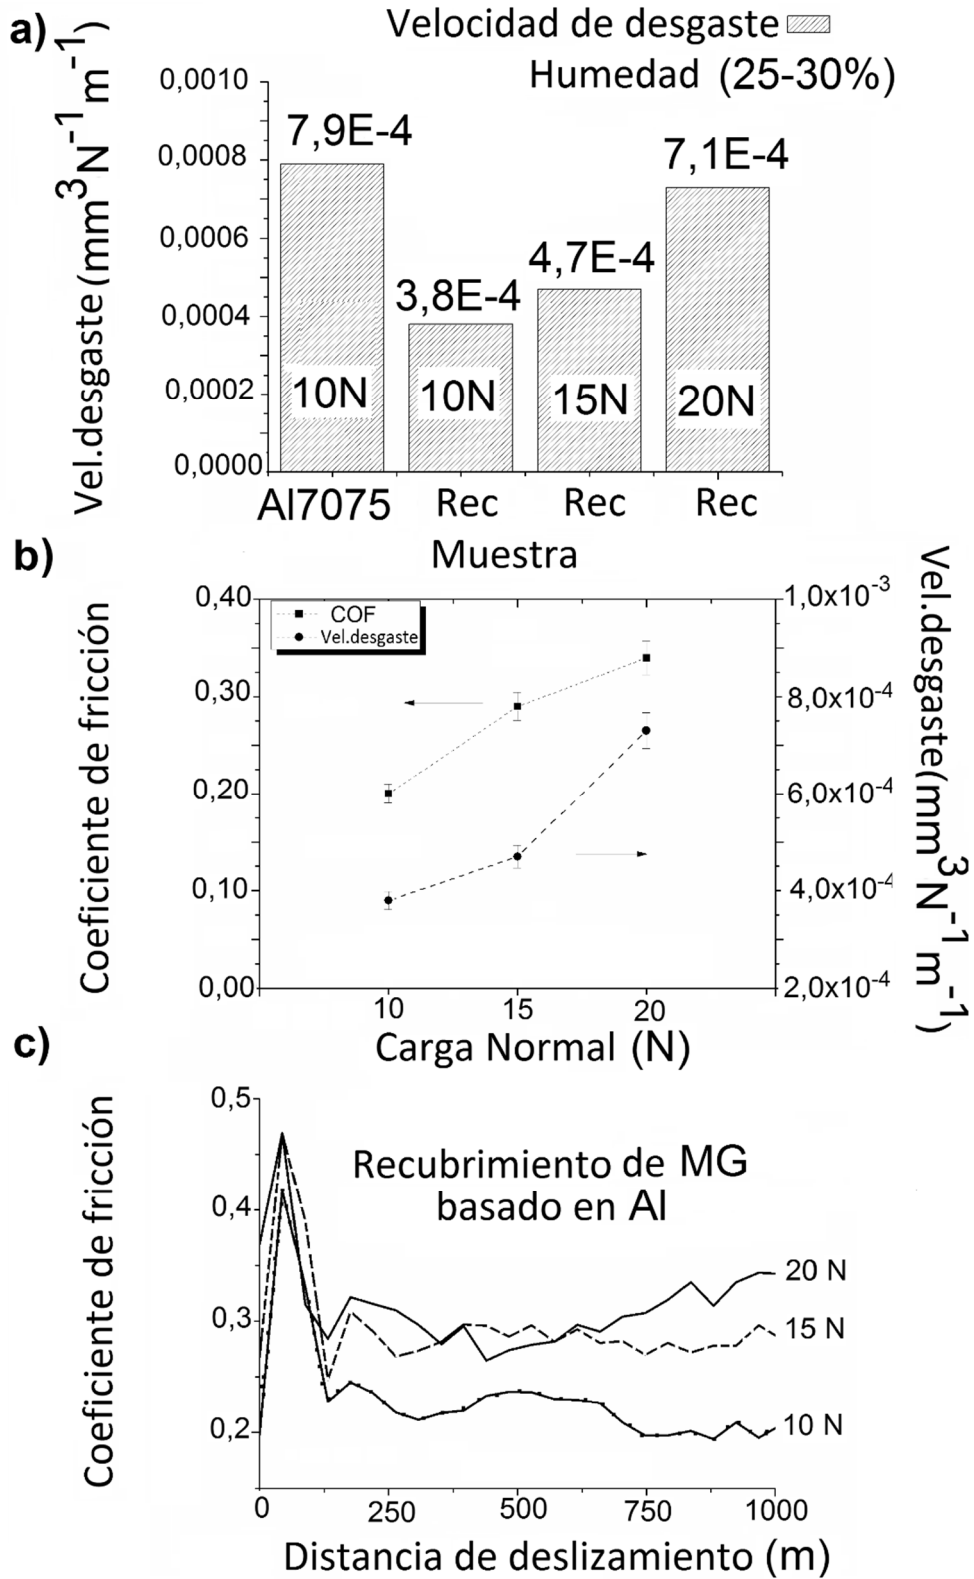 a)
Velocidad de desgaste
Humedad (25-30%)
Vel.desgaste(mm³N⁻¹m⁻¹)
0,0010
0,0008
0,0006
0,0004
0,0002
0,0000
7,9E-4
3,8E-4
4,7E-4
7,1E-4
10N
10N
15N
20N
Al7075
Rec
Rec
Rec
Muestra
b)
Coeficiente de fricción
0,40
0,30
0,20
0,10
0,00
COF
Vel.desgaste
1,0x10⁻³
8,0x10⁻⁴
6,0x10⁻⁴
4,0x10⁻⁴
2,0x10⁻⁴
Vel.desgaste(mm³N⁻¹m⁻¹)
10
15
20
Carga Normal (N)
c)
Coeficiente de fricción
0,5
0,4
0,3
0,2
Recubrimiento de MG
basado en Al
20 N
15 N
10 N
0
250
500
750
1000
Distancia de deslizamiento (m)